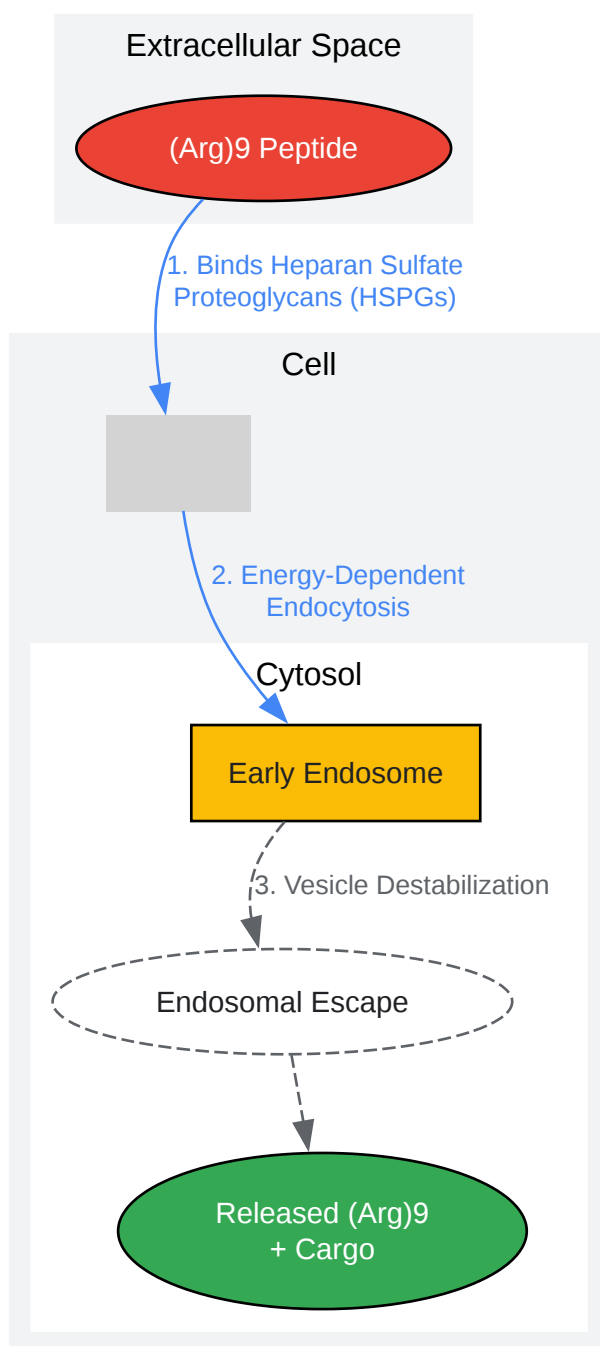 Extracellular Space
(Arg)9 Peptide
1. Binds Heparan Sulfate
Proteoglycans (HSPGs)
Cell
2. Energy-Dependent
Endocytosis
Cytosol
Early Endosome
3. Vesicle Destabilization
Endosomal Escape
Released (Arg)9
+ Cargo